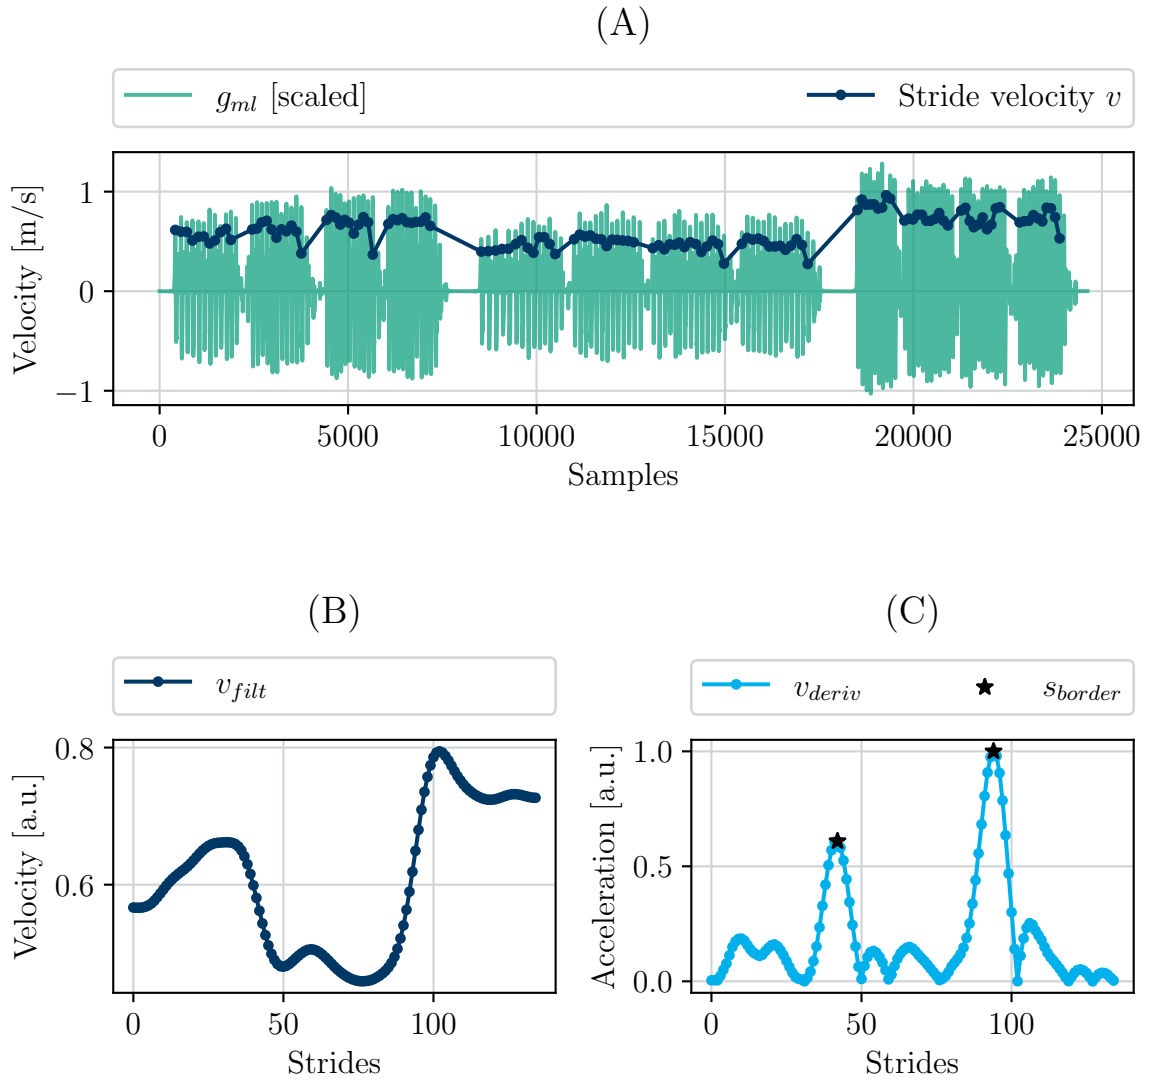 (A)
g_ml [scaled] Stride velocity v
Velocity [m/s]
1
0
−1
0 5000 10000 15000 20000 25000
Samples
(B)
v_filt
Velocity [a.u.]
0.8
0.6
0 50 100
Strides
(C)
v_deriv s_border
Acceleration [a.u.]
1.0
0.5
0.0
0 50 100
Strides